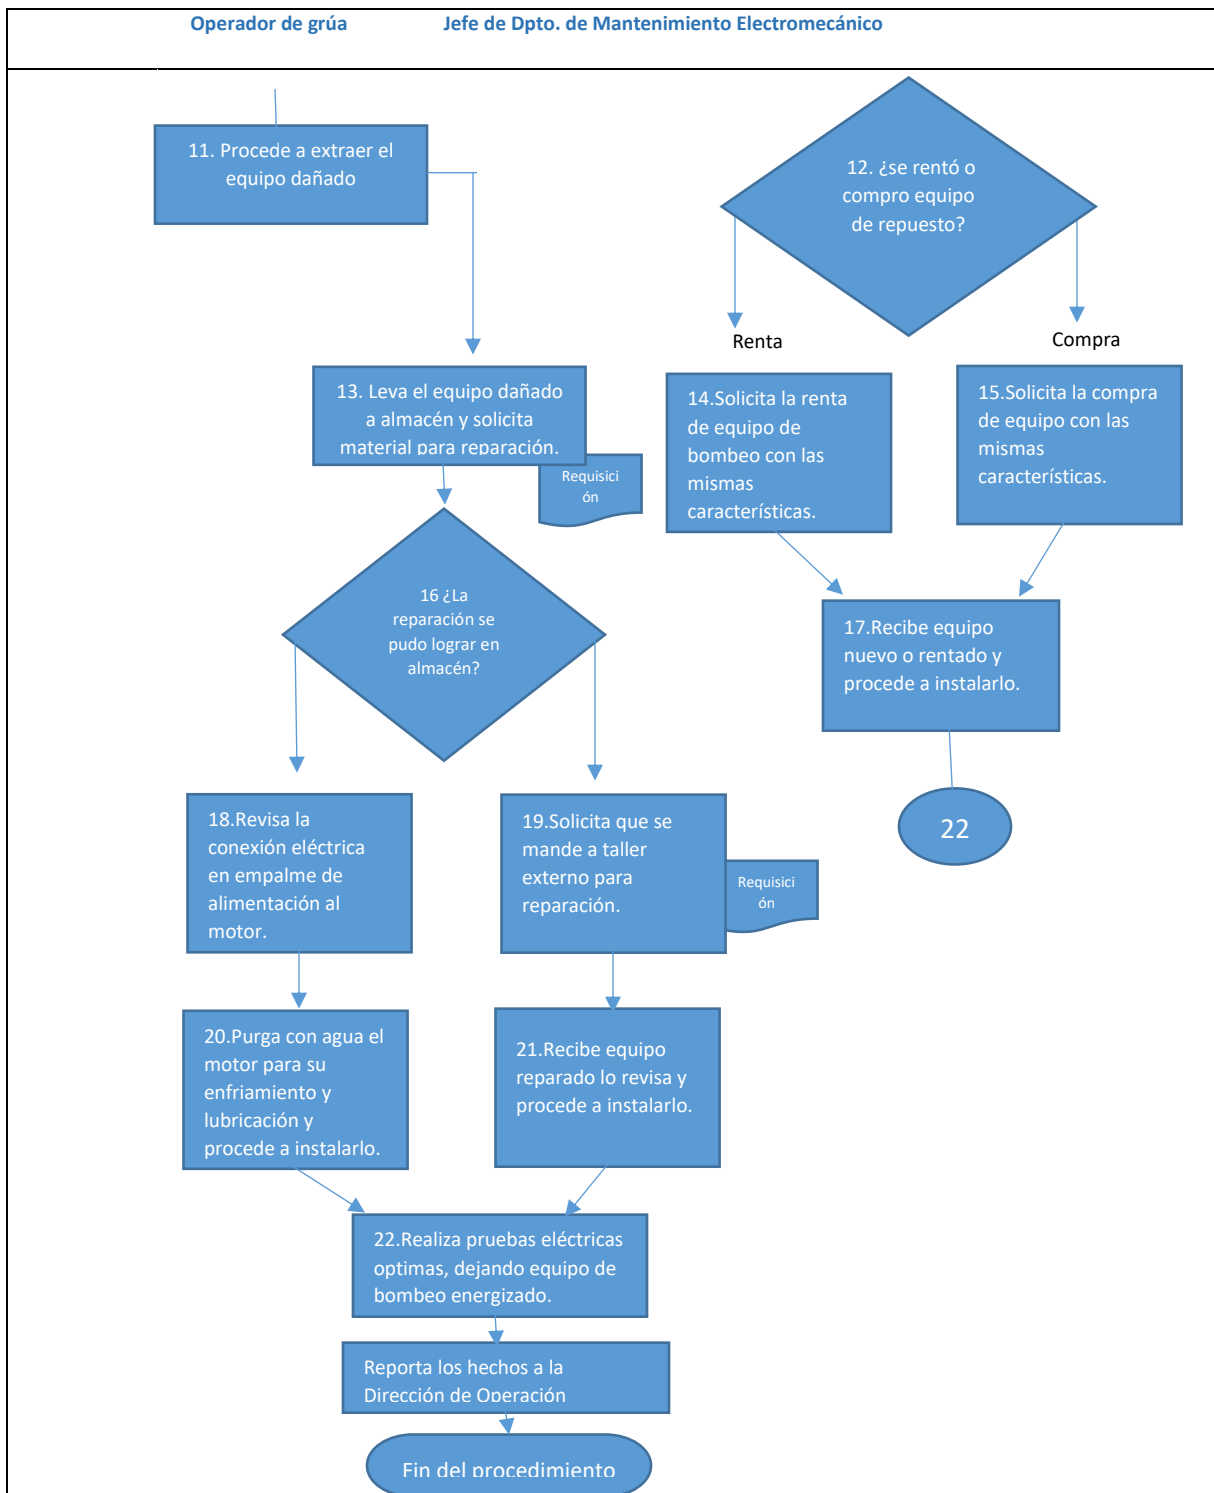 Operador de grúa
Jefe de Dpto. de Mantenimiento Electromecánico
11. Procede a extraer el
equipo dañado
12. ¿se rentó o
compro equipo
de repuesto?
Renta
Compra
13. Leva el equipo dañado
a almacén y solicita
material para reparación.
Requisici
ón
14.Solicita la renta
de equipo de
bombeo con las
mismas
características.
15.Solicita la compra
de equipo con las
mismas
características.
16 ¿La
reparación se
pudo lograr en
almacén?
17.Recibe equipo
nuevo o rentado y
procede a instalarlo.
22
18.Revisa la
conexión eléctrica
en empalme de
alimentación al
motor.
19.Solicita que se
mande a taller
externo para
reparación.
Requisici
ón
20.Purga con agua el
motor para su
enfriamiento y
lubricación y
procede a instalarlo.
21.Recibe equipo
reparado lo revisa y
procede a instalarlo.
22.Realiza pruebas eléctricas
optimas, dejando equipo de
bombeo energizado.
Reporta los hechos a la
Dirección de Operación
Fin del procedimiento